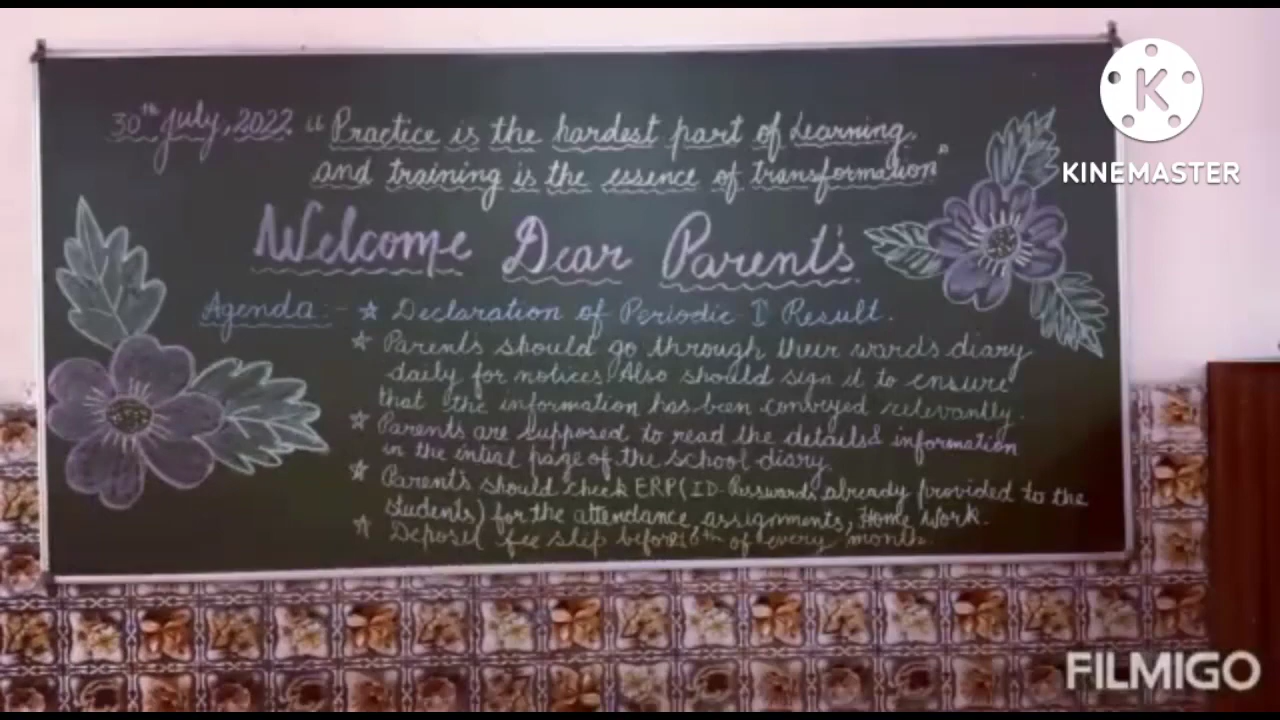 30th July, 2022 "Practice is the hardest part of Learning,
and training is the essence of transformation"
Welcome Dear Parent's
Agenda:- ☆ Declaration of Periodic I Result.
☆ Parents should go through their wards diary
daily for notices. Also should sign it to ensure
that the information has been conveyed relevantly.
☆ Parents are supposed to read the details & information
in the intial page of the school diary.
☆ Parents should check ERP (ID-Passwords already provided to the
students) for the attendance, assignments, Home Work.
☆ Deposit fee slip before 10th of every month.
K
KINEMASTER
FILMIGO